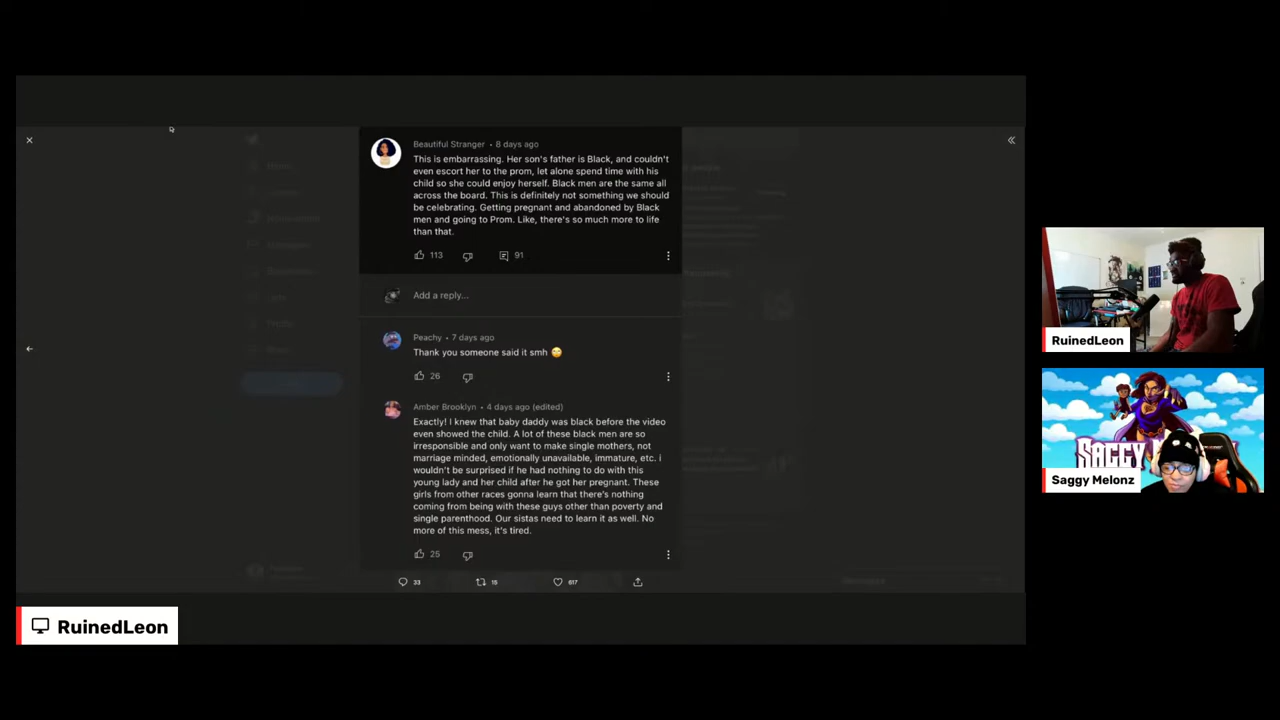 Beautiful Stranger • 8 days ago
This is embarrassing. Her son's father is Black, and couldn't
even escort her to the prom, let alone spend time with his
child so she could enjoy herself. Black men are the same all
across the board. This is definitely not something we should
be celebrating. Getting pregnant and abandoned by Black
men and going to Prom. Like, there's so much more to life
than that.
113 91
Add a reply...
Peachy • 7 days ago
Thank you someone said it smh 🙄
26
Amber Brooklyn • 4 days ago (edited)
Exactly! I knew that baby daddy was black before the video
even showed the child. A lot of these black men are so
irresponsible and only want to make single mothers, not
marriage minded, emotionally unavailable, immature, etc. i
wouldn't be surprised if he had nothing to do with this
young lady and her child after he got her pregnant. These
girls from other races gonna learn that there's nothing
coming from being with these guys other than poverty and
single parenthood. Our sistas need to learn it as well. No
more of this mess, it's tired.
25
33 15 617
RuinedLeon
RuinedLeon
SAGGY
Saggy Melonz